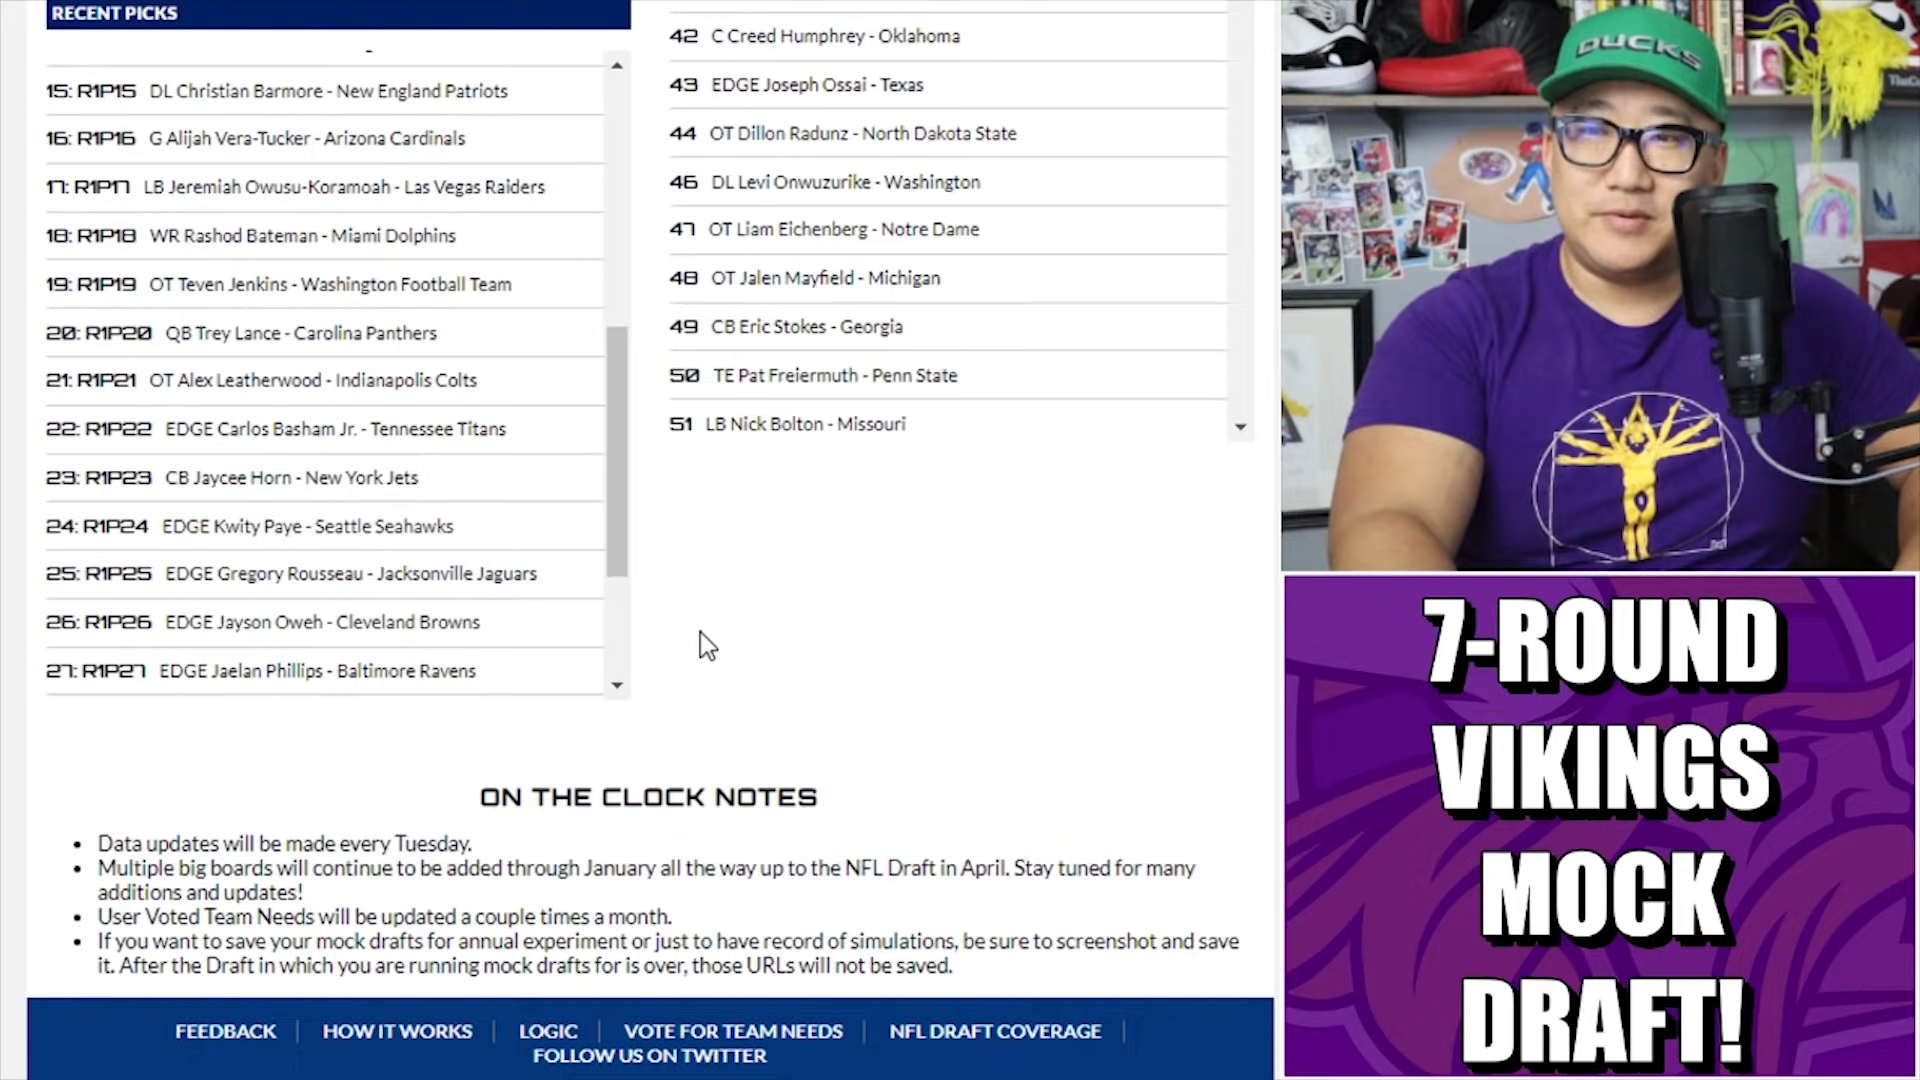 RECENT PICKS
15: R1P15 DL Christian Barmore - New England Patriots
16: R1P16 G Alijah Vera-Tucker - Arizona Cardinals
17: R1P17 LB Jeremiah Owusu-Koramoah - Las Vegas Raiders
18: R1P18 WR Rashod Bateman - Miami Dolphins
19: R1P19 OT Teven Jenkins - Washington Football Team
20: R1P20 QB Trey Lance - Carolina Panthers
21: R1P21 OT Alex Leatherwood - Indianapolis Colts
22: R1P22 EDGE Carlos Basham Jr. - Tennessee Titans
23: R1P23 CB Jaycee Horn - New York Jets
24: R1P24 EDGE Kwity Paye - Seattle Seahawks
25: R1P25 EDGE Gregory Rousseau - Jacksonville Jaguars
26: R1P26 EDGE Jayson Oweh - Cleveland Browns
27: R1P27 EDGE Jaelan Phillips - Baltimore Ravens
42 C Creed Humphrey - Oklahoma
43 EDGE Joseph Ossai - Texas
44 OT Dillon Radunz - North Dakota State
46 DL Levi Onwuzurike - Washington
47 OT Liam Eichenberg - Notre Dame
48 OT Jalen Mayfield - Michigan
49 CB Eric Stokes - Georgia
50 TE Pat Freiermuth - Penn State
51 LB Nick Bolton - Missouri
ON THE CLOCK NOTES
• Data updates will be made every Tuesday.
• Multiple big boards will continue to be added through January all the way up to the NFL Draft in April. Stay tuned for many
additions and updates!
• User Voted Team Needs will be updated a couple times a month.
• If you want to save your mock drafts for annual experiment or just to have record of simulations, be sure to screenshot and save
it. After the Draft in which you are running mock drafts for is over, those URLs will not be saved.
FEEDBACK | HOW IT WORKS | LOGIC | VOTE FOR TEAM NEEDS | NFL DRAFT COVERAGE |
FOLLOW US ON TWITTER
DUCKS
7-ROUND
VIKINGS
MOCK
DRAFT!